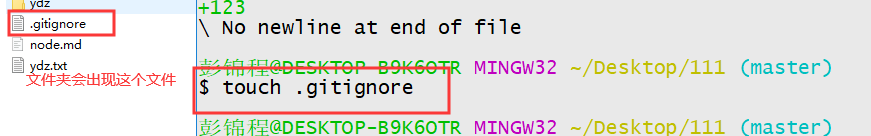 ydz
.gitignore
node.md
ydz.txt
文件夹会出现这个文件
+123
\ No newline at end of file
彭锦程@DESKTOP-B9K6OTR MINGW32 ~/Desktop/111 (master)
$ touch .gitignore
彭锦程@DESKTOP-B9K6OTR MINGW32 ~/Desktop/111 (master)